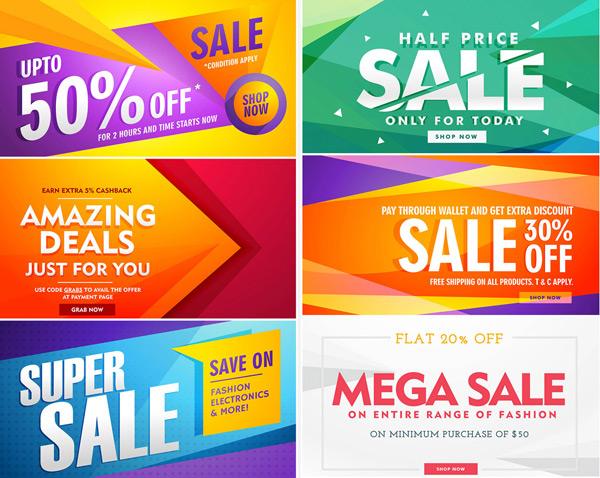 UPTO
50% OFF*
FOR 2 HOURS AND TIME STARTS NOW
SALE
*CONDITION APPLY
SHOP
NOW
HALF PRICE
SALE
ONLY FOR TODAY
SHOP NOW
EARN EXTRA 5% CASHBACK
AMAZING
DEALS
JUST FOR YOU
USE CODE GRAB5 TO AVAIL THE OFFER
AT PAYMENT PAGE
GRAB NOW
PAY THROUGH WALLET AND GET EXTRA DISCOUNT
SALE 30%
OFF
FREE SHIPPING ON ALL PRODUCTS. T & C APPLY.
SHOP NOW
SUPER
SALE
SAVE ON
FASHION
ELECTRONICS
& MORE!
FLAT 20% OFF
MEGA SALE
ON ENTIRE RANGE OF FASHION
ON MINIMUM PURCHASE OF $50
SHOP NOW